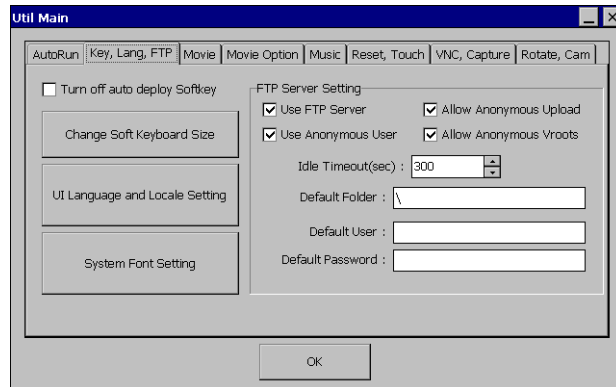 Util Main
AutoRun Key, Lang, FTP Movie Movie Option Music Reset, Touch VNC, Capture Rotate, Cam
Turn off auto deploy Softkey
Change Soft Keyboard Size
UI Language and Locale Setting
System Font Setting
FTP Server Setting
Use FTP Server Allow Anonymous Upload
Use Anonymous User Allow Anonymous Vroots
Idle Timeout(sec) : 300
Default Folder : \
Default User :
Default Password :
OK